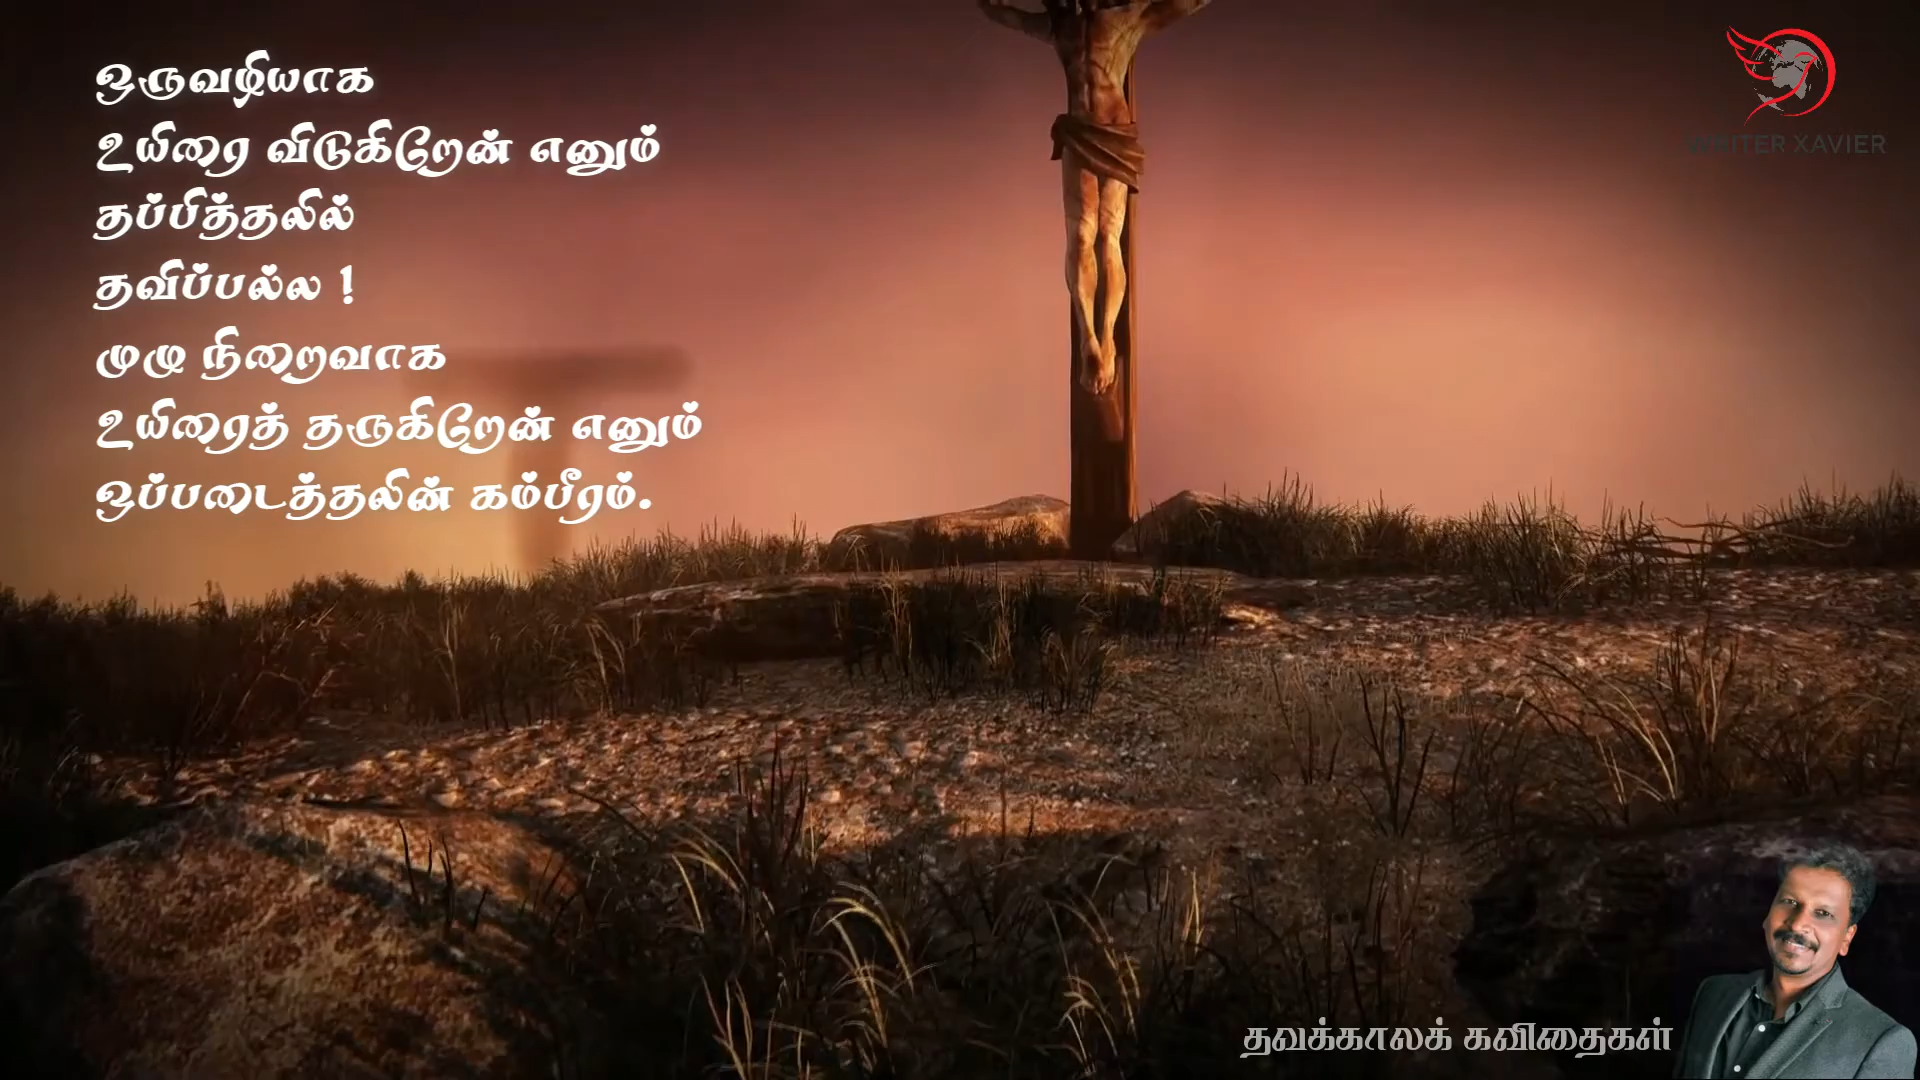 ஒருவழியாக
உயிரை விடுகிறேன் எனும்
தப்பித்தலில்
தவிப்பல்ல !
முழு நிறைவாக
உயிரைத் தருகிறேன் எனும்
ஒப்படைத்தலின் கம்பீரம்.
WRITER XAVIER
தவக்காலக் கவிதைகள்